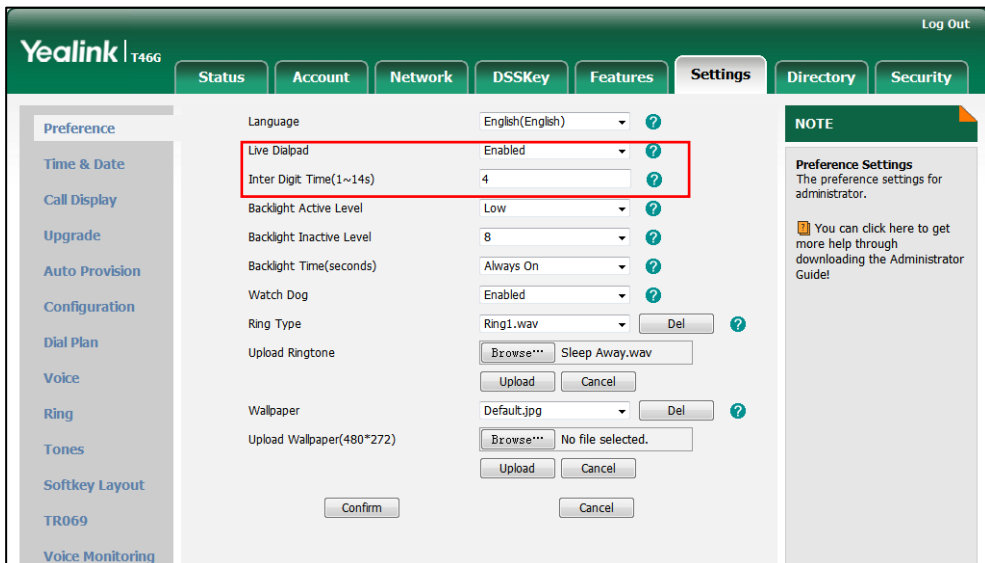 Log Out
Yealink | T46G
Status Account Network DSSKey Features Settings Directory Security
Preference
Time & Date
Call Display
Upgrade
Auto Provision
Configuration
Dial Plan
Voice
Ring
Tones
Softkey Layout
TR069
Voice Monitoring
Language English(English) ?
Live Dialpad Enabled ?
Inter Digit Time(1~14s) 4 ?
Backlight Active Level Low ?
Backlight Inactive Level 8 ?
Backlight Time(seconds) Always On ?
Watch Dog Enabled ?
Ring Type Ring1.wav Del ?
Upload Ringtone Browse··· Sleep Away.wav
Upload Cancel
Wallpaper Default.jpg Del ?
Upload Wallpaper(480*272) Browse··· No file selected.
Upload Cancel
Confirm Cancel
NOTE
Preference Settings
The preference settings for
administrator.
? You can click here to get
more help through
downloading the Administrator
Guide!